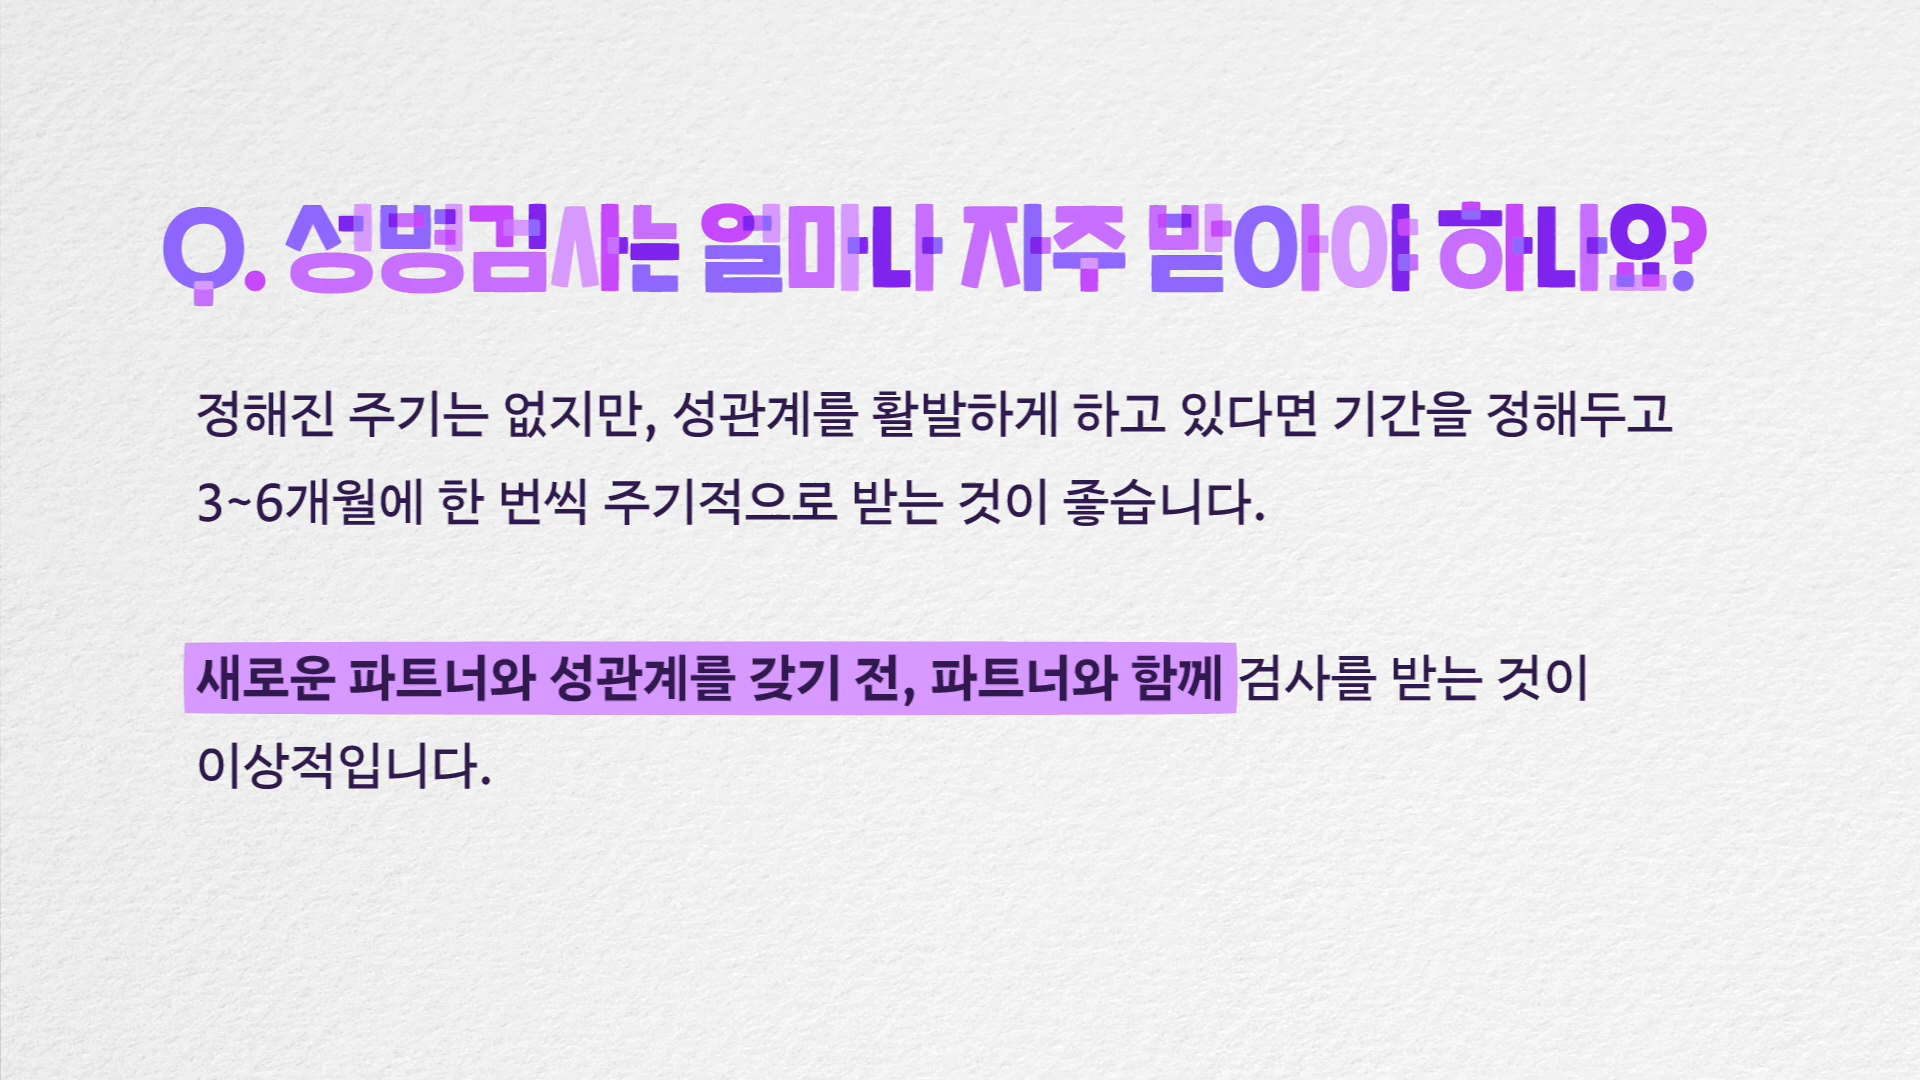 Q. 성병검사는 얼마나 자주 받아야 하나요?
정해진 주기는 없지만, 성관계를 활발하게 하고 있다면 기간을 정해두고
3~6개월에 한 번씩 주기적으로 받는 것이 좋습니다.
새로운 파트너와 성관계를 갖기 전, 파트너와 함께 검사를 받는 것이
이상적입니다.